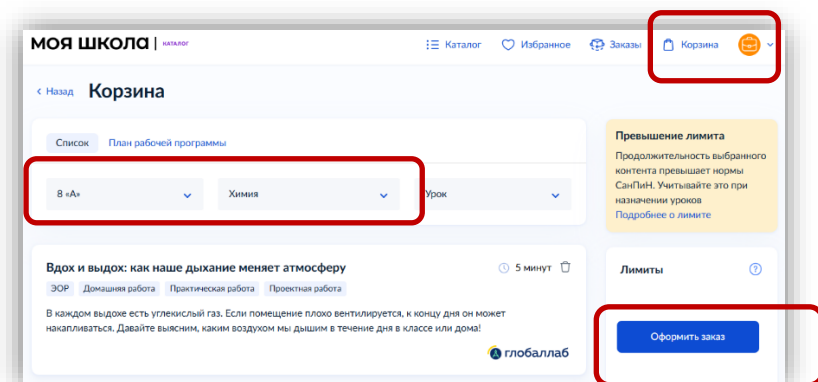 МОЯ ШКОЛА | КАТАЛОГ
Каталог Избранное Заказы Корзина
‹ Назад Корзина
Список План рабочей программы
8 «А» Химия Урок
Превышение лимита
Продолжительность выбранного
контента превышает нормы
СанПиН. Учитывайте это при
назначении уроков
Подробнее о лимите
Вдох и выдох: как наше дыхание меняет атмосферу 5 минут
ЭОР Домашняя работа Практическая работа Проектная работа
В каждом выдохе есть углекислый газ. Если помещение плохо вентилируется, к концу дня он может
накапливаться. Давайте выясним, каким воздухом мы дышим в течение дня в классе или дома!
глобаллаб
Лимиты ?
Оформить заказ